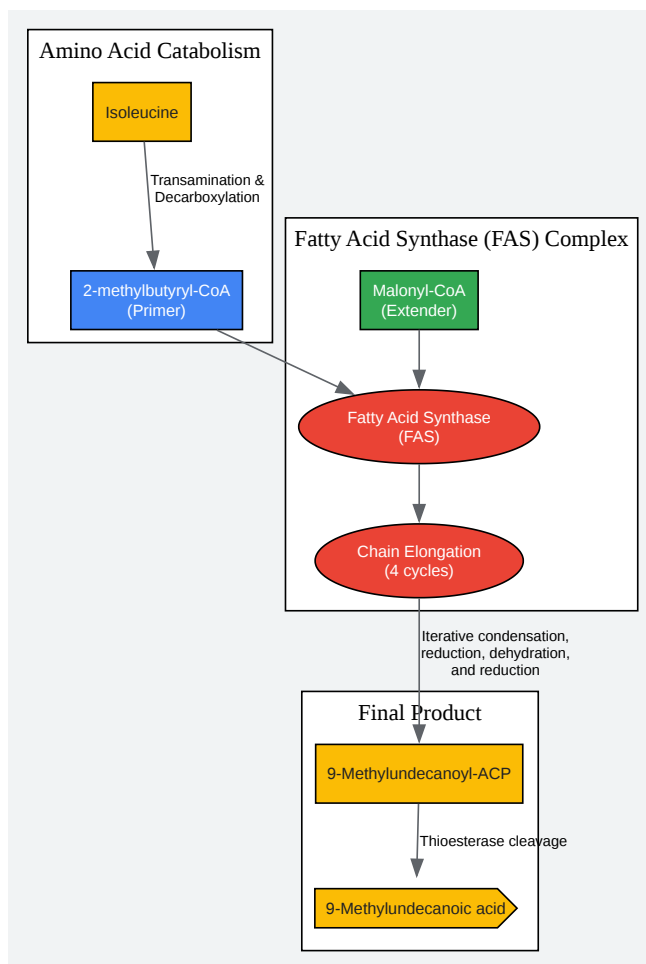 Amino Acid Catabolism
Isoleucine
Transamination &
Decarboxylation
2-methylbutyryl-CoA
(Primer)
Fatty Acid Synthase (FAS) Complex
Malonyl-CoA
(Extender)
Fatty Acid Synthase
(FAS)
Chain Elongation
(4 cycles)
Iterative condensation,
reduction, dehydration,
and reduction
Final Product
9-Methylundecanoyl-ACP
Thioesterase cleavage
9-Methylundecanoic acid